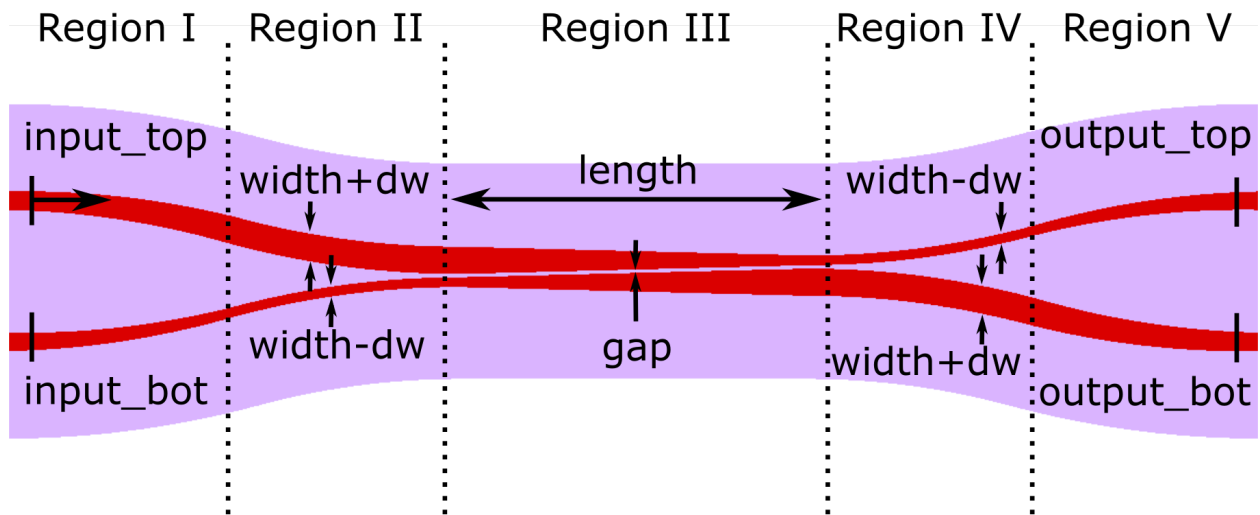 Region I
Region II
Region III
Region IV
Region V
input_top
output_top
width+dw
length
width-dw
width-dw
gap
width+dw
input_bot
output_bot